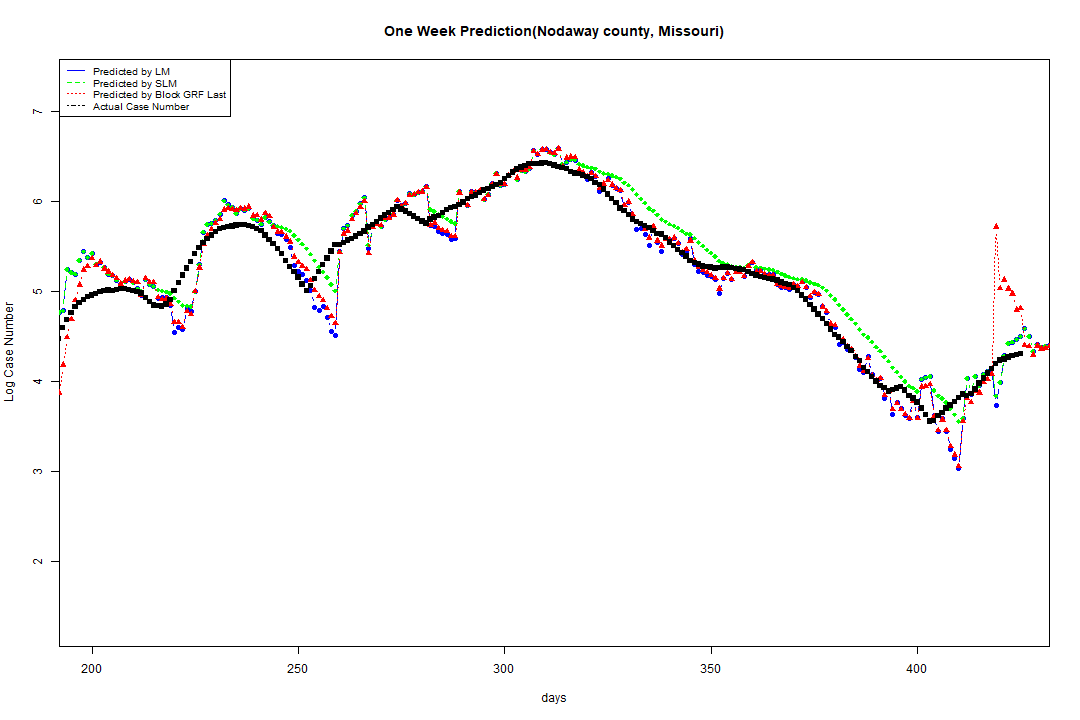 One Week Prediction(Nodaway county, Missouri)
Predicted by LM
Predicted by SLM
Predicted by Block GRF Last
Actual Case Number
7
6
5
4
3
2
Log Case Number
200 250 300 350 400
days